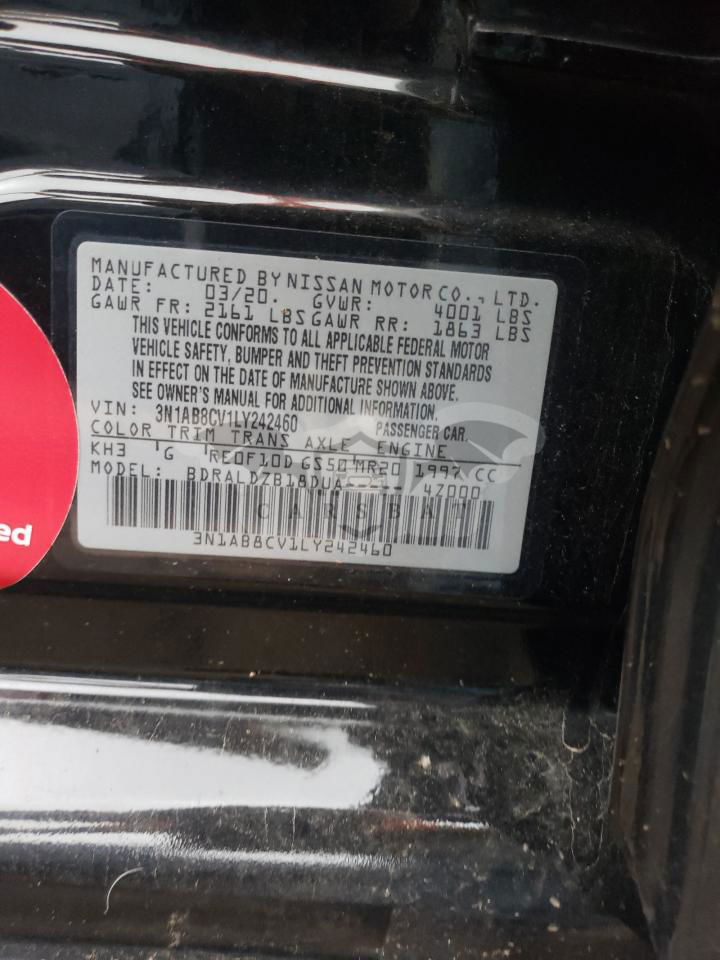 MANUFACTURED BY NISSAN MOTOR CO., LTD.
DATE: 03/20. GVWR: 4001 LBS
GAWR FR: 2161 LBS GAWR RR: 1863 LBS
THIS VEHICLE CONFORMS TO ALL APPLICABLE FEDERAL MOTOR
VEHICLE SAFETY, BUMPER AND THEFT PREVENTION STANDARDS
IN EFFECT ON THE DATE OF MANUFACTURE SHOWN ABOVE.
SEE OWNER'S MANUAL FOR ADDITIONAL INFORMATION.
VIN: 3N1AB8CV1LY242460 PASSENGER CAR.
COLOR TRIM TRANS AXLE ENGINE
KH3 G RE0F10D GS50 MR20 1997 CC
MODEL: BDRALDZB18DUA----- 4Z000
CARSBAT
3N1AB8CV1LY242460
ed